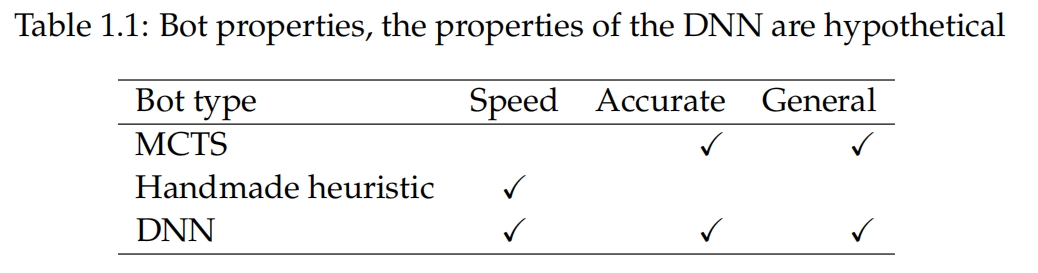 Table 1.1: Bot properties, the properties of the DNN are hypothetical
Bot type Speed Accurate General
MCTS ✓ ✓
Handmade heuristic ✓
DNN ✓ ✓ ✓